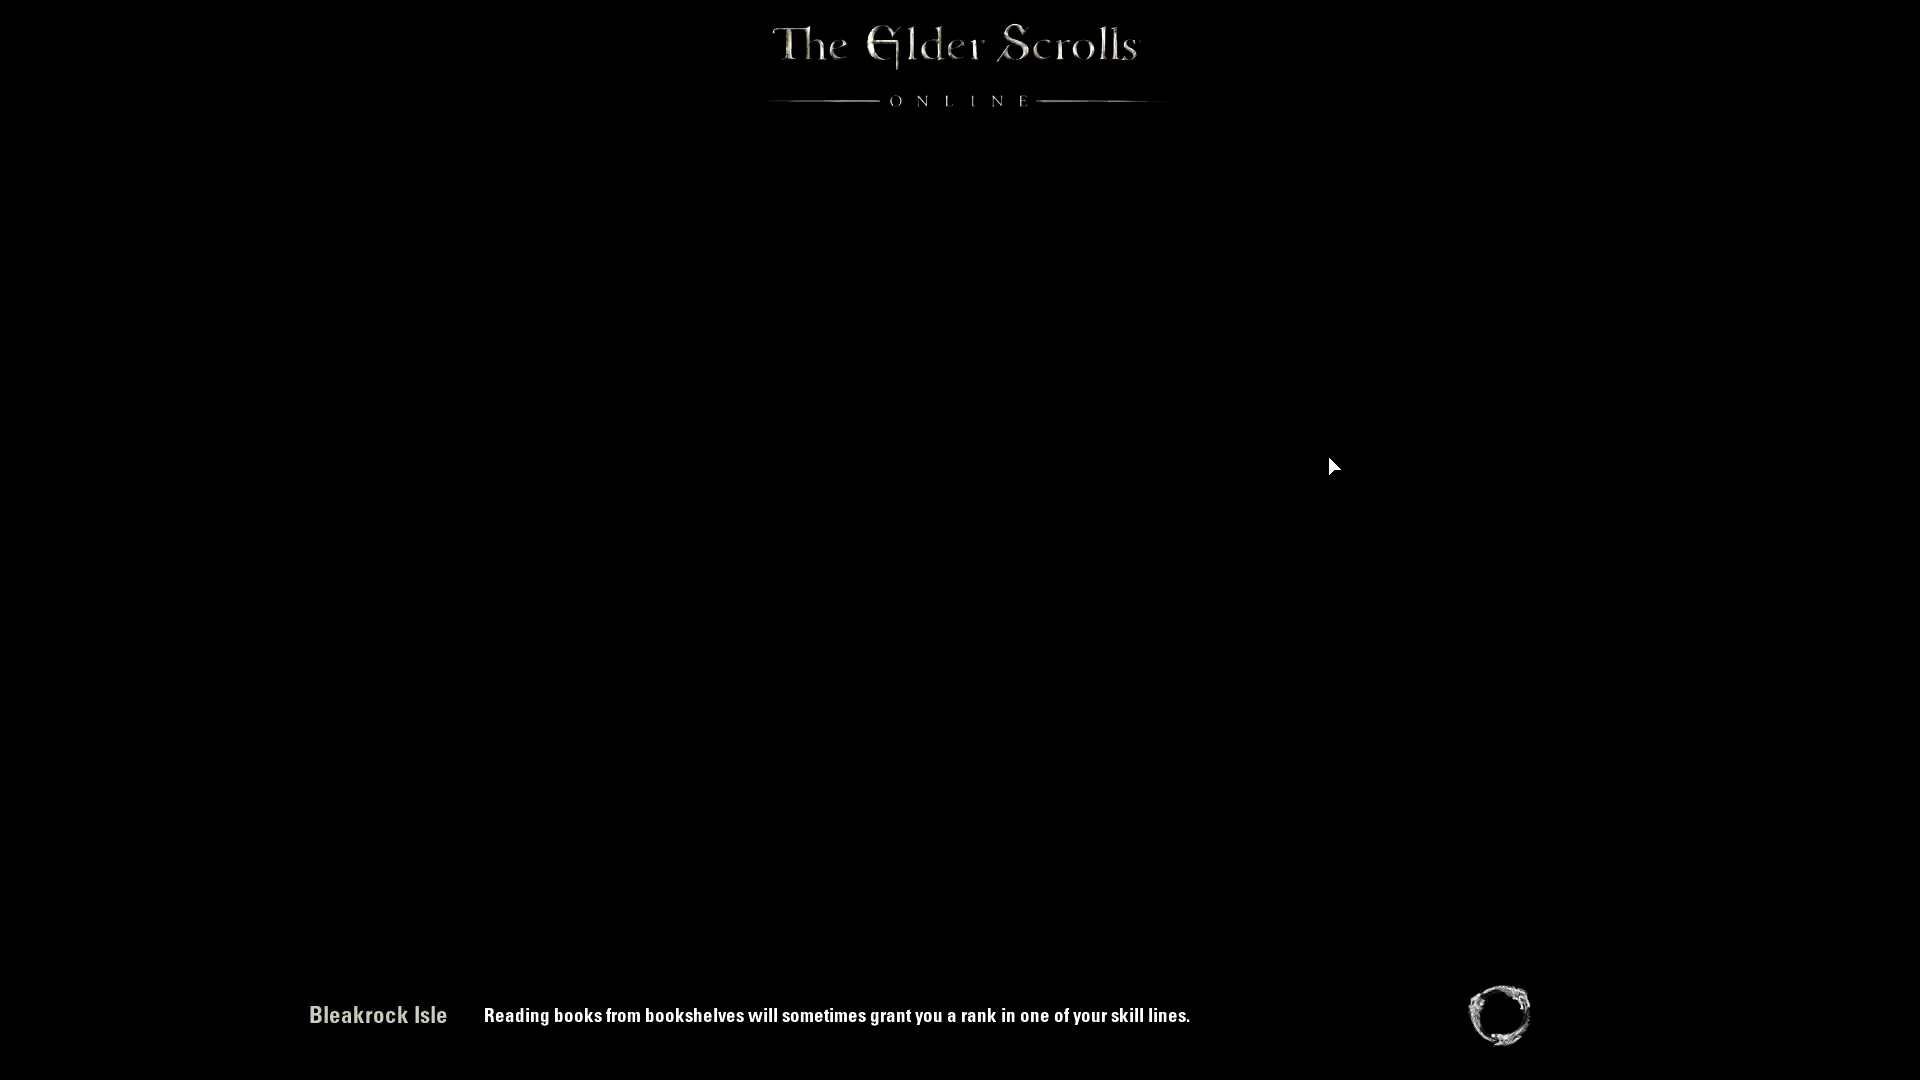 The Elder Scrolls
ONLINE
Bleakrock Isle
Reading books from bookshelves will sometimes grant you a rank in one of your skill lines.